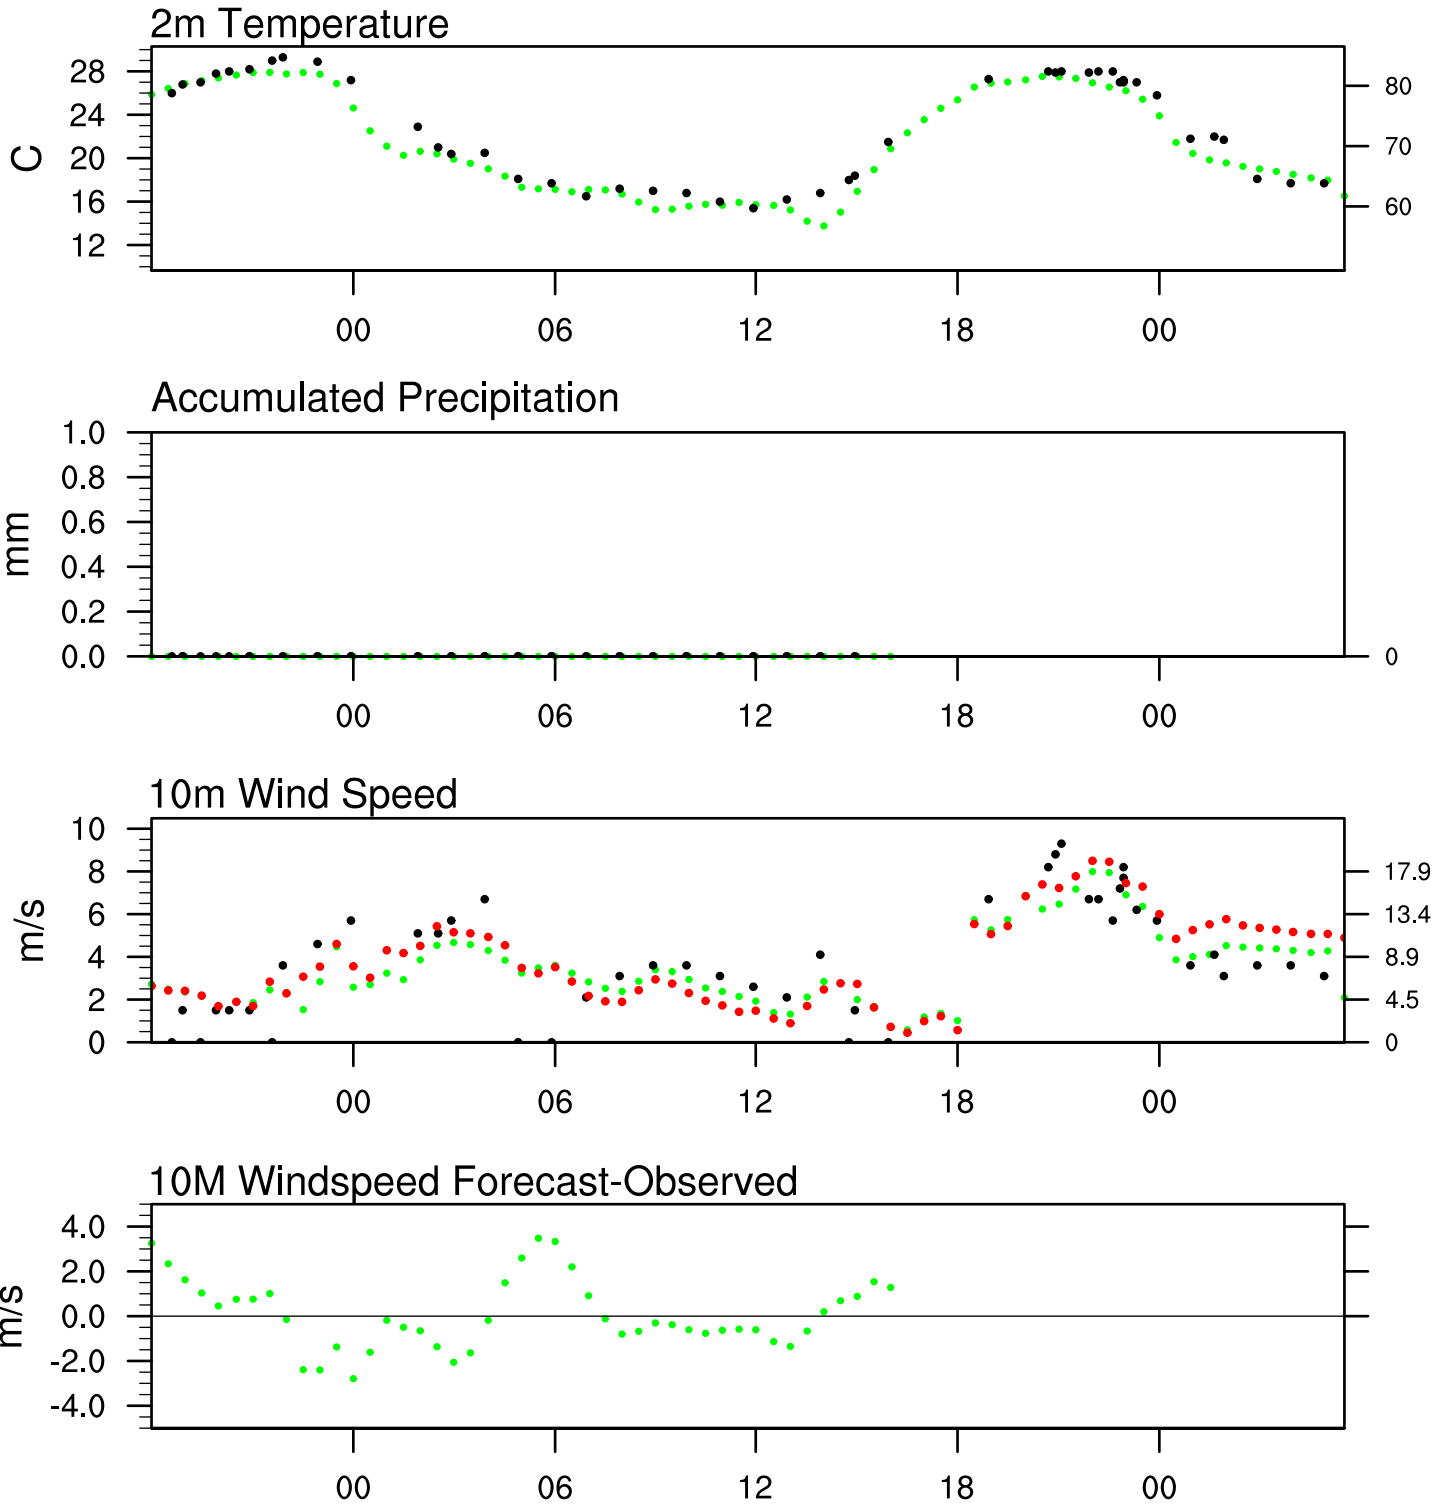 2m Temperature
28
24
20
16
12
C
80
70
60
00 06 12 18 00
Accumulated Precipitation
1.0
0.8
0.6
0.4
0.2
0.0
mm
0
00 06 12 18 00
10m Wind Speed
10
8
6
4
2
0
m/s
17.9
13.4
8.9
4.5
0
00 06 12 18 00
10M Windspeed Forecast-Observed
4.0
2.0
0.0
-2.0
-4.0
m/s
00 06 12 18 00